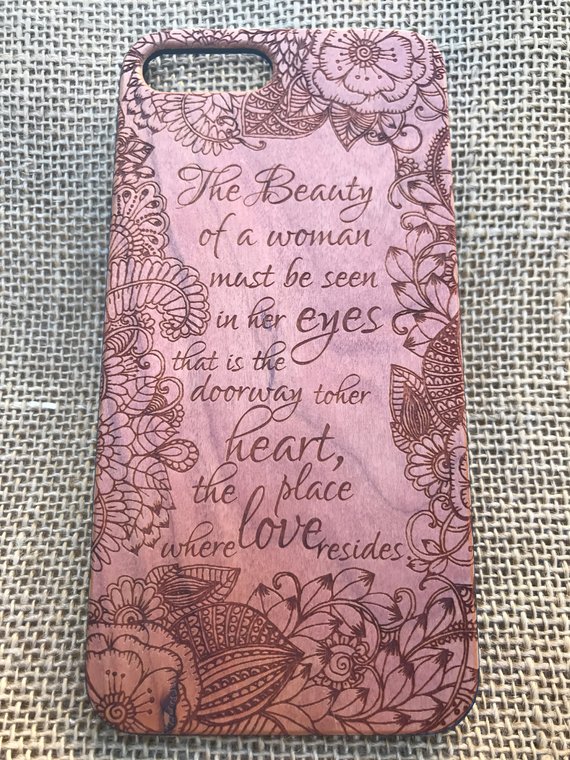 The Beauty
of a woman
must be seen
in her eyes
that is the
doorway toher
heart,
the place
where love resides.